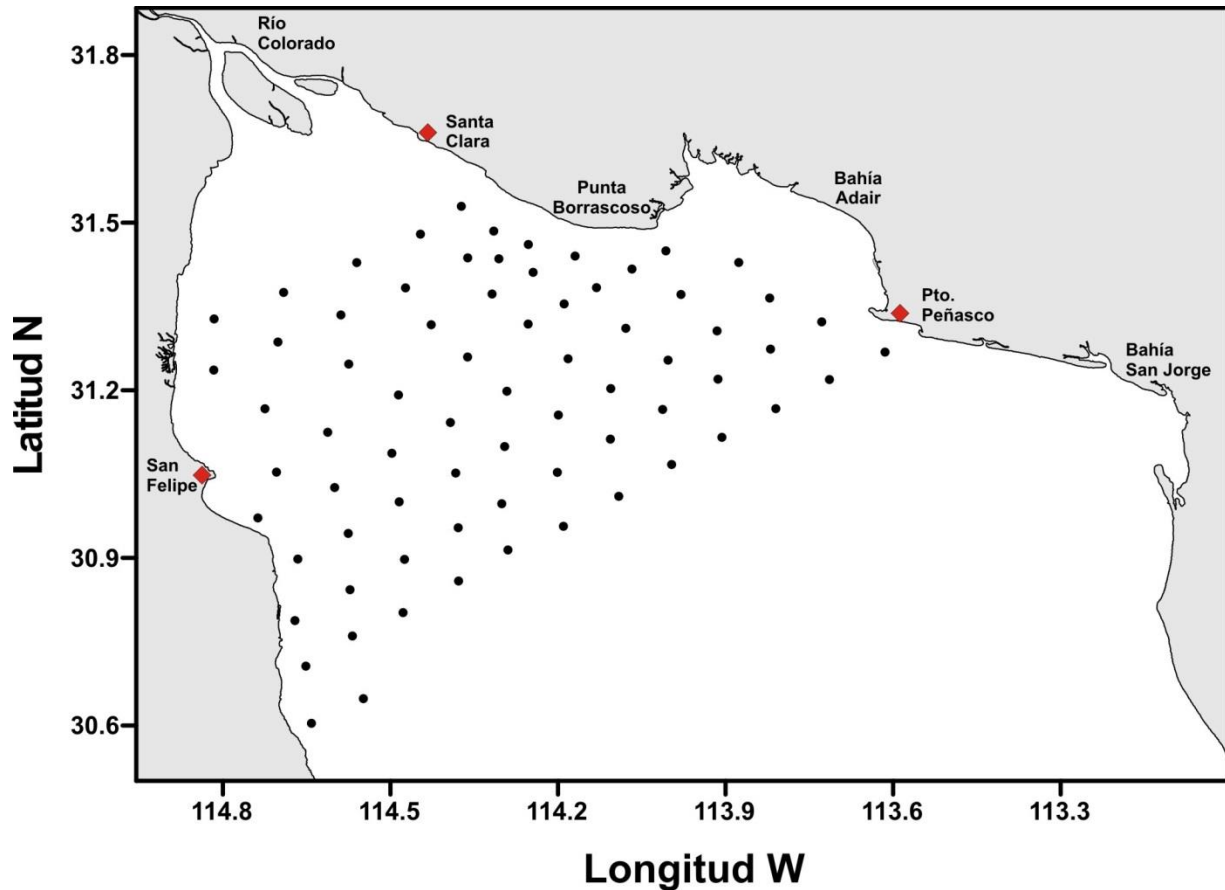 Río
Colorado
Santa
Clara
Punta
Borrascoso
Bahía
Adair
Pto.
Peñasco
Bahía
San Jorge
San
Felipe
31.8
31.5
31.2
30.9
30.6
Latitud N
114.8
114.5
114.2
113.9
113.6
113.3
Longitud W